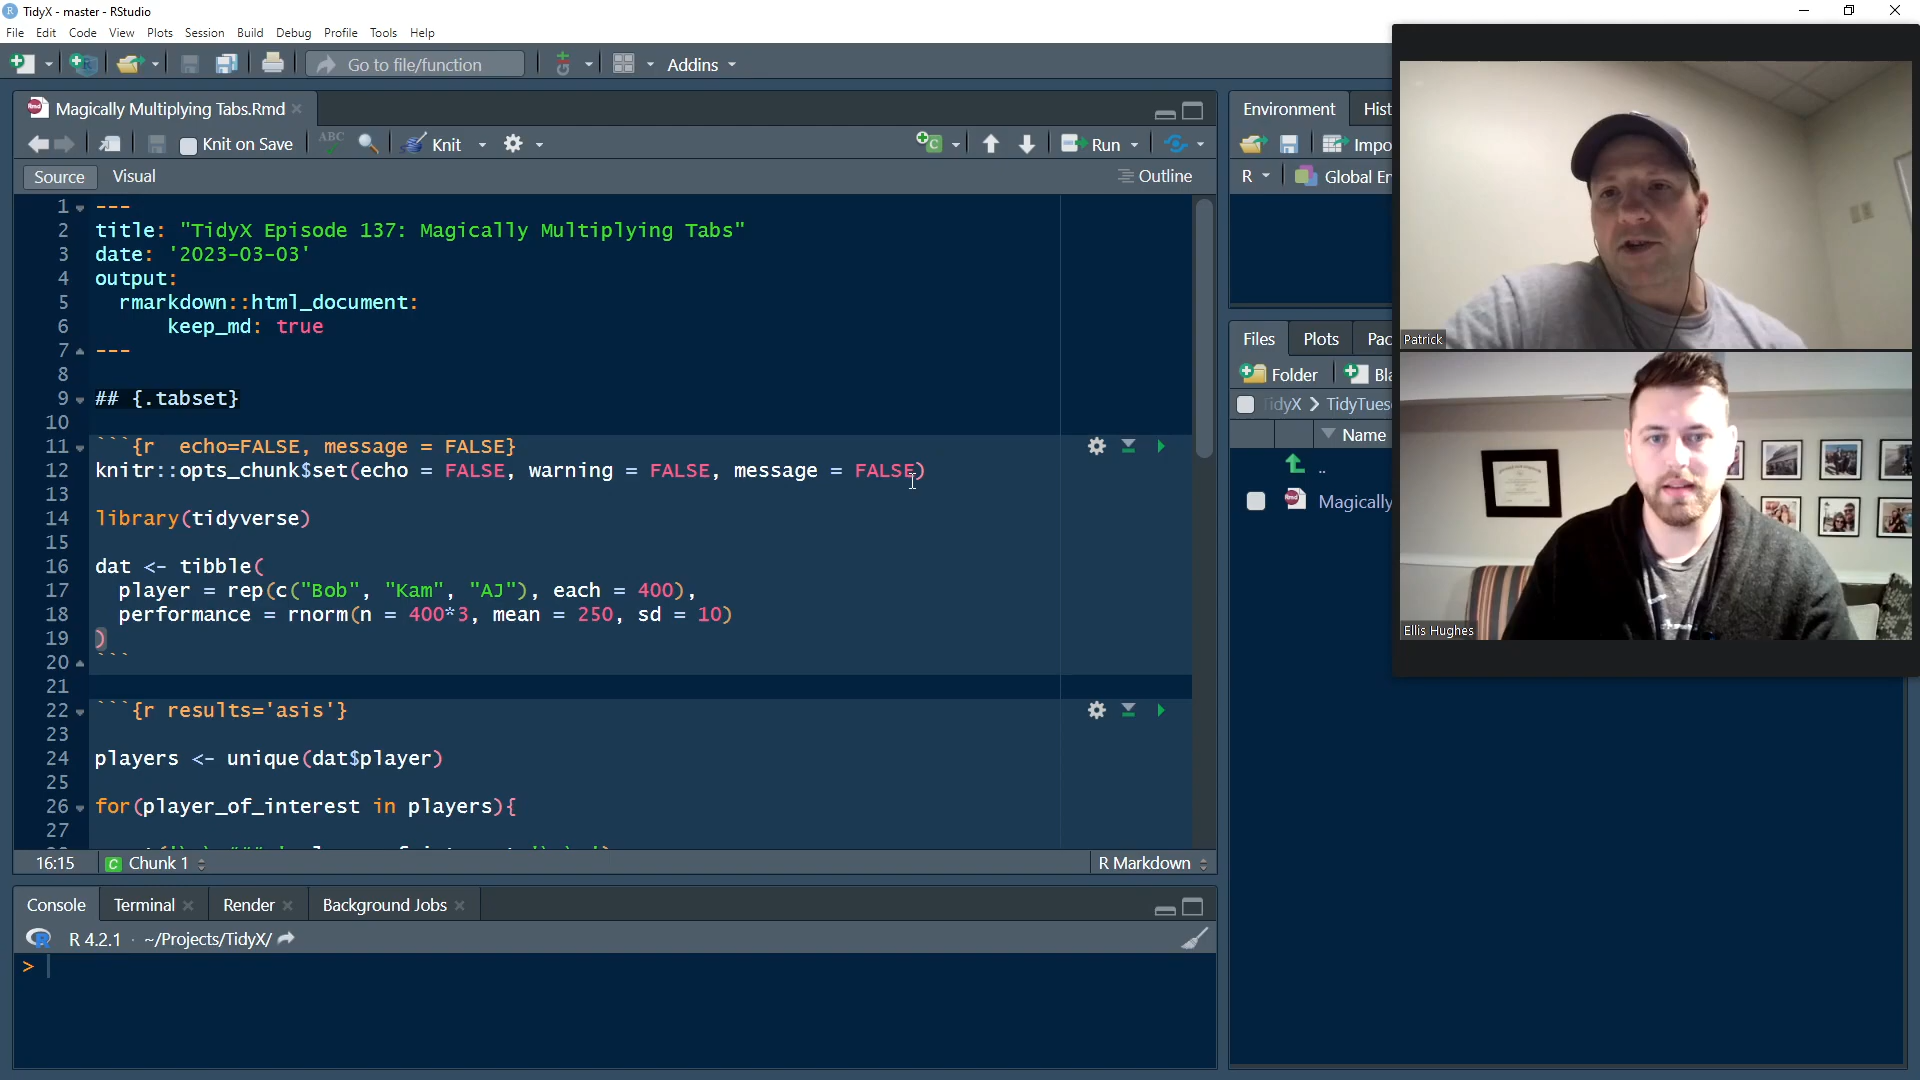 TidyX - master - RStudio
File Edit Code View Plots Session Build Debug Profile Tools Help
Go to file/function Addins
Magically Multiplying Tabs.Rmd
Knit on Save ABC Knit Run
Source Visual Outline
1 ---
2 title: "TidyX Episode 137: Magically Multiplying Tabs"
3 date: '2023-03-03'
4 output:
5 rmarkdown::html_document:
6 keep_md: true
7 ---
8
9 ## {.tabset}
10
11 ```{r  echo=FALSE, message = FALSE}
12 knitr::opts_chunk$set(echo = FALSE, warning = FALSE, message = FALSE)
13
14 library(tidyverse)
15
16 dat <- tibble(
17 player = rep(c("Bob", "Kam", "AJ"), each = 400),
18 performance = rnorm(n = 400*3, mean = 250, sd = 10)
19 )
20 ```
21
22 ```{r results='asis'}
23
24 players <- unique(dat$player)
25
26 for(player_of_interest in players){
27
16:15 Chunk 1 R Markdown
Console Terminal Render Background Jobs
R 4.2.1 · ~/Projects/TidyX/
>
Environment Hist
Impo
R Global En
Files Plots Pac
Folder Bla
TidyX TidyTues
Name
..
Magically
Patrick
Ellis Hughes